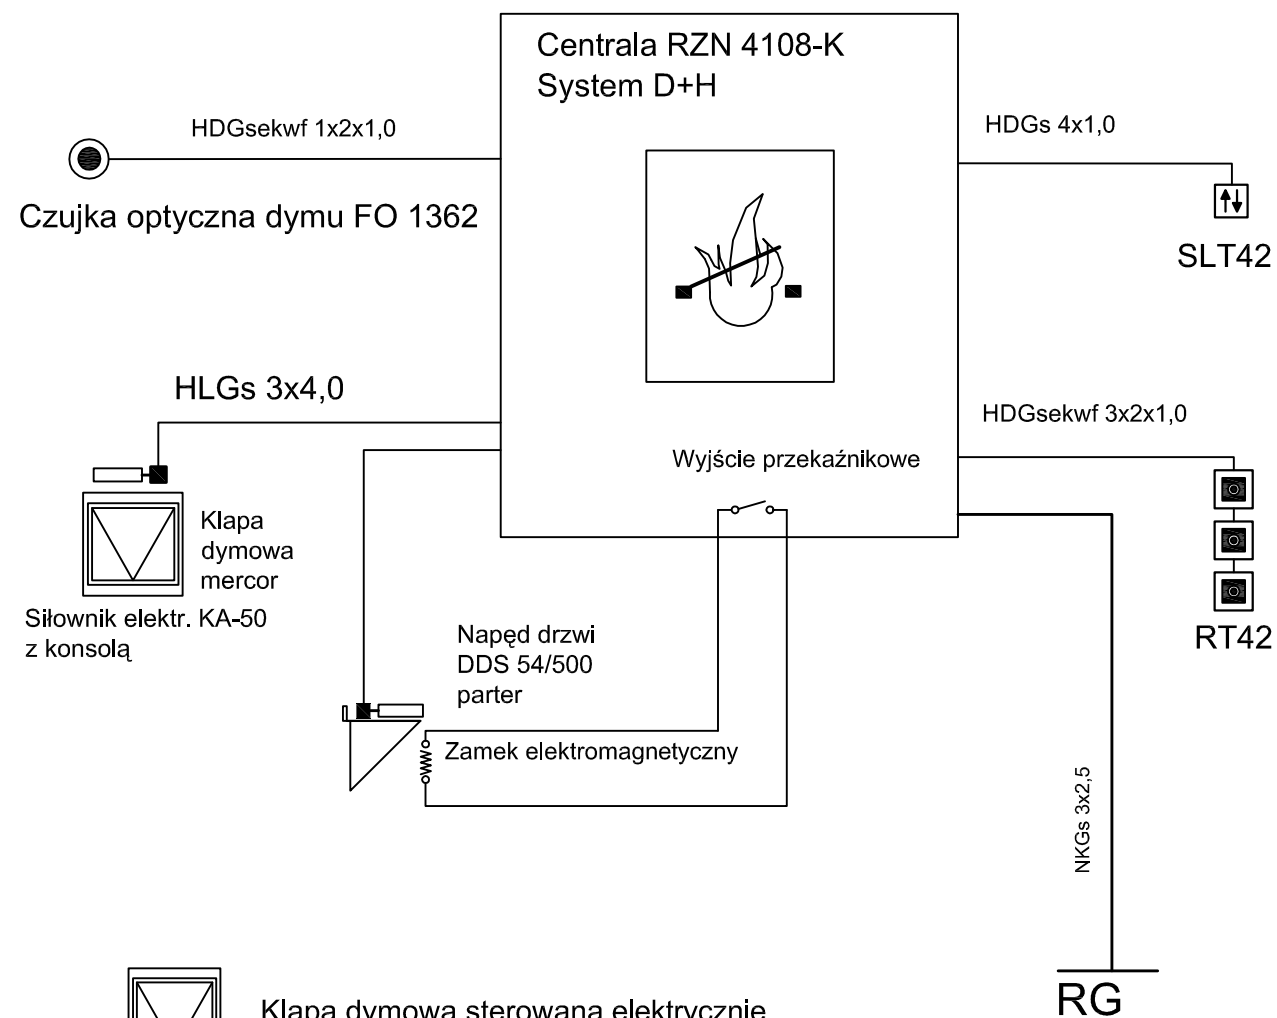 Centrala RZN 4108-K
System D+H
HDGsekwf 1x2x1,0
HDGs 4x1,0
Czujka optyczna dymu FO 1362
SLT42
HLGs 3x4,0
HDGsekwf 3x2x1,0
Wyjście przekaźnikowe
Klapa
dymowa
mercor
Siłownik elektr. KA-50
z konsolą
RT42
Napęd drzwi
DDS 54/500
parter
Zamek elektromagnetyczny
NKGs 3x2,5
RG
Klapa dymowa sterowana elektrycznie